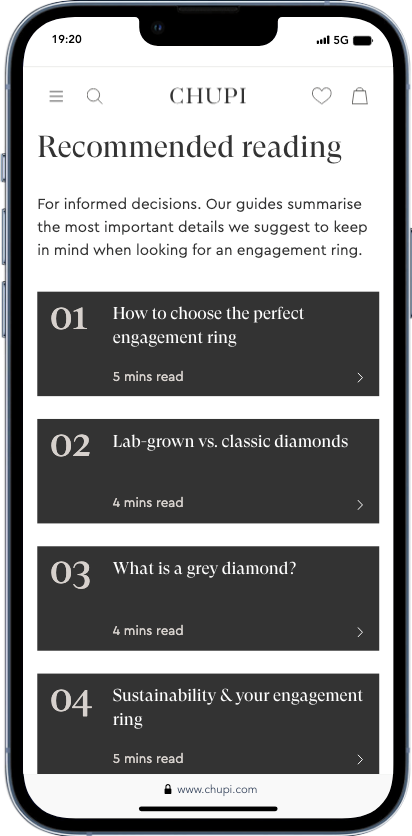 19:20
5G
CHUPI
Recommended reading
For informed decisions. Our guides summarise
the most important details we suggest to keep
in mind when looking for an engagement ring.
01
How to choose the perfect
engagement ring
5 mins read
02
Lab-grown vs. classic diamonds
4 mins read
03
What is a grey diamond?
4 mins read
04
Sustainability & your engagement
ring
5 mins read
www.chupi.com